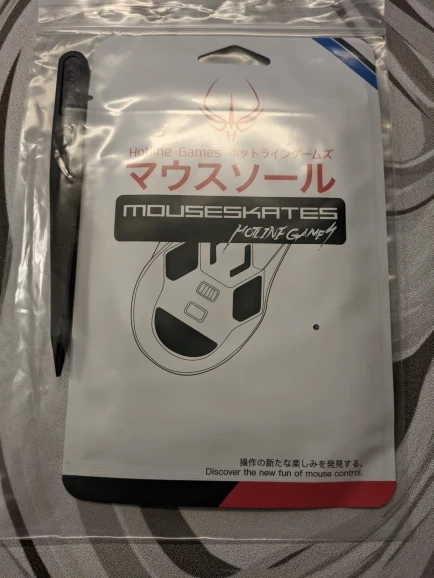 H
Hotline Games ホットラインゲームズ
マウスソール
MOUSESKATES
HOTLINE GAMES
操作の新たな楽しみを発見する。
Discover the new fun of mouse control.